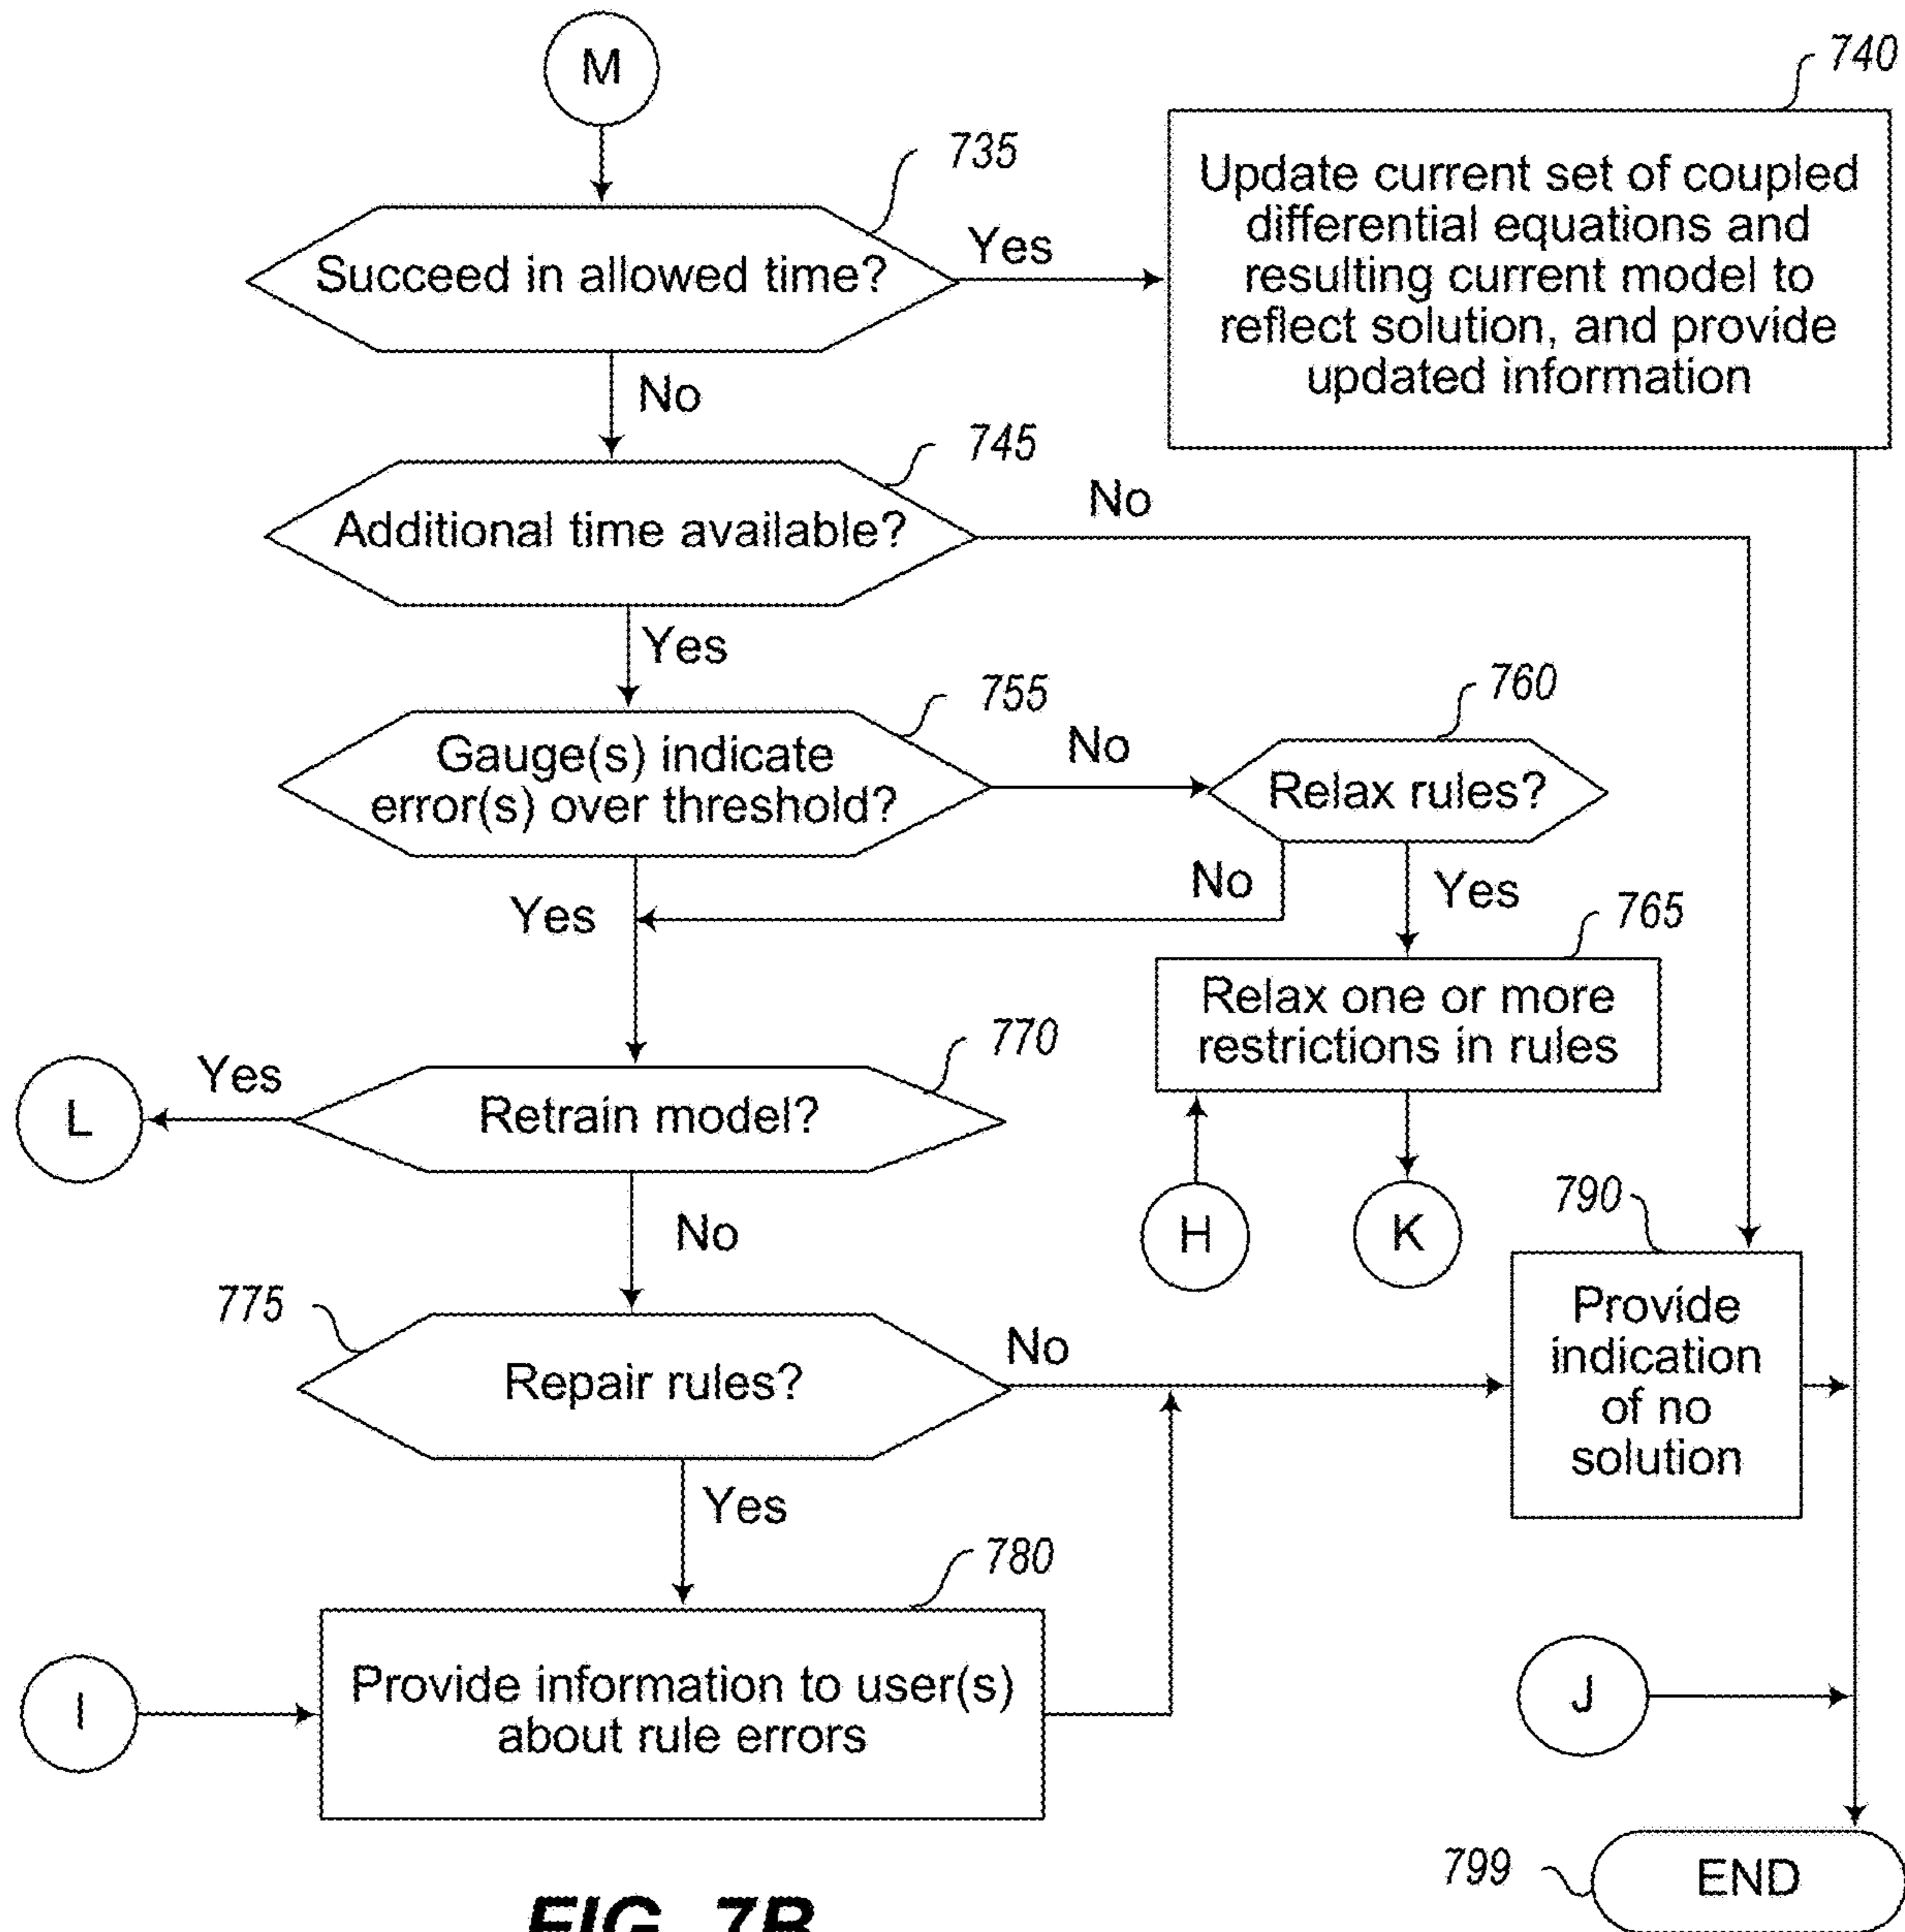 M
740
735
Update current set of coupled
differential equations and
resulting current model to
reflect solution, and provide
updated information
Succeed in allowed time?
Yes
No
745
Additional time available?
No
Yes
755
760
Gauge(s) indicate
error(s) over threshold?
No
Relax rules?
No
Yes
Yes
765
Relax one or more
restrictions in rules
770
L
Yes
Retrain model?
H
K
No
790
775
Repair rules?
No
Provide
indication
of no
solution
Yes
780
I
Provide information to user(s)
about rule errors
J
799
END
FIG. 7B